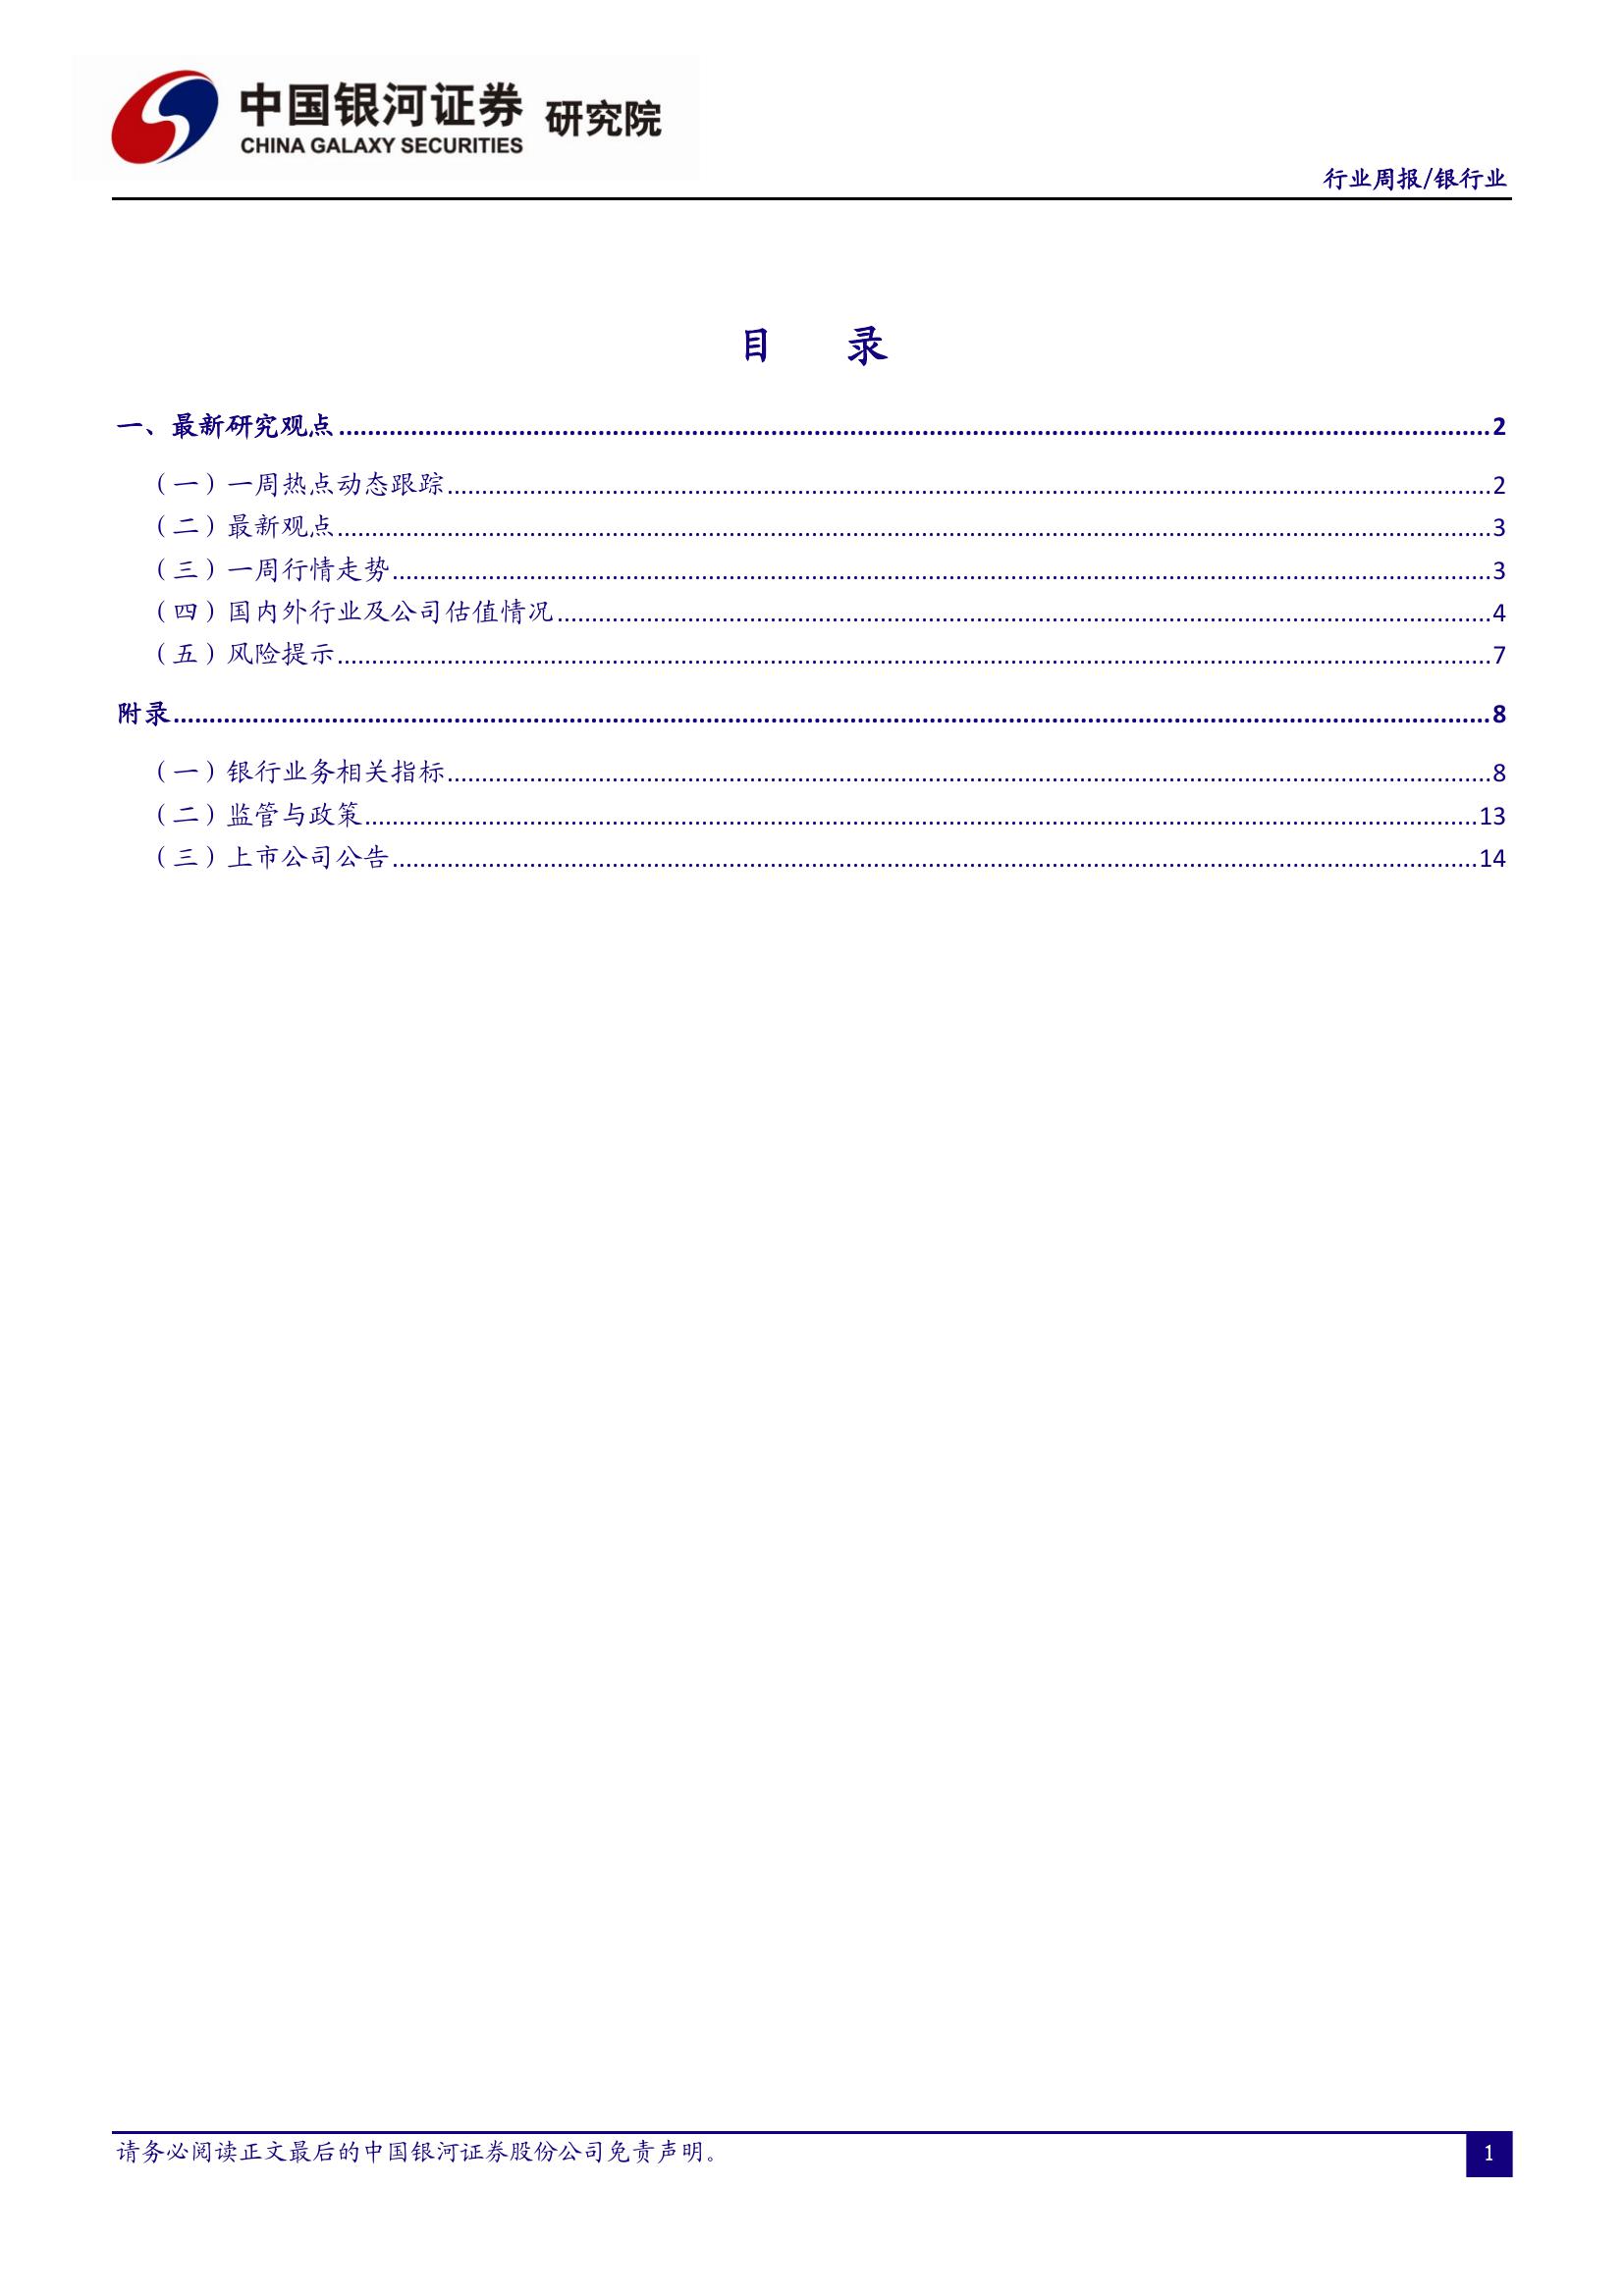 中国银河证券 研究院
CHINA GALAXY SECURITIES
行业周报/银行业
目 录
一、最新研究观点........................................2
（一）一周热点动态跟踪........................................2
（二）最新观点........................................3
（三）一周行情走势........................................3
（四）国内外行业及公司估值情况........................................4
（五）风险提示........................................7
附录........................................8
（一）银行业务相关指标........................................8
（二）监管与政策........................................13
（三）上市公司公告........................................14
请务必阅读正文最后的中国银河证券股份公司免责声明。
1